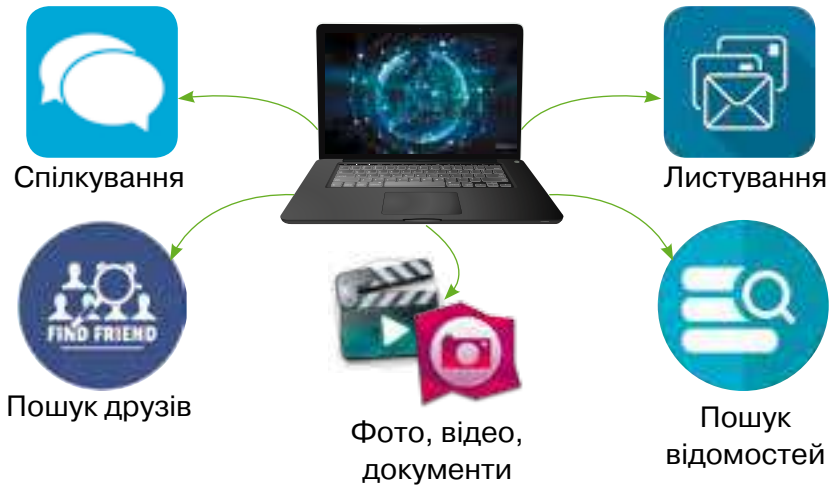 Спілкування
Листування
FIND FRIEND
Пошук друзів
Фото, відео,
документи
Пошук
відомостей